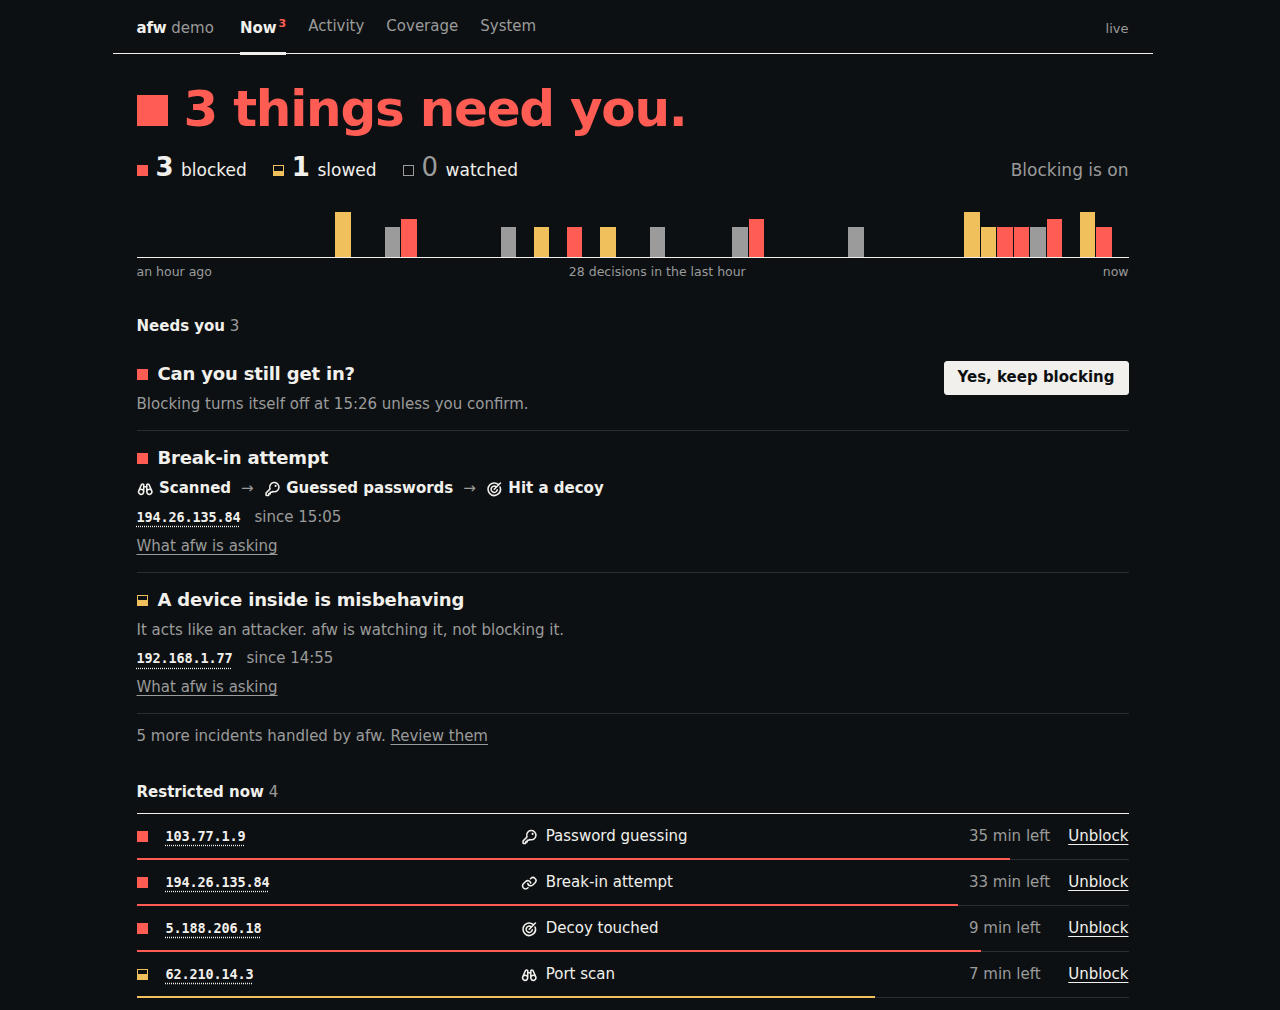 afw demo Now 3 Activity Coverage System live
3 things need you.
3 blocked 1 slowed 0 watched Blocking is on
an hour ago 28 decisions in the last hour now
Needs you 3
Can you still get in? Yes, keep blocking
Blocking turns itself off at 15:26 unless you confirm.
Break-in attempt
Scanned → Guessed passwords → Hit a decoy
194.26.135.84 since 15:05
What afw is asking
A device inside is misbehaving
It acts like an attacker. afw is watching it, not blocking it.
192.168.1.77 since 14:55
What afw is asking
5 more incidents handled by afw. Review them
Restricted now 4
103.77.1.9 Password guessing 35 min left Unblock
194.26.135.84 Break-in attempt 33 min left Unblock
5.188.206.18 Decoy touched 9 min left Unblock
62.210.14.3 Port scan 7 min left Unblock